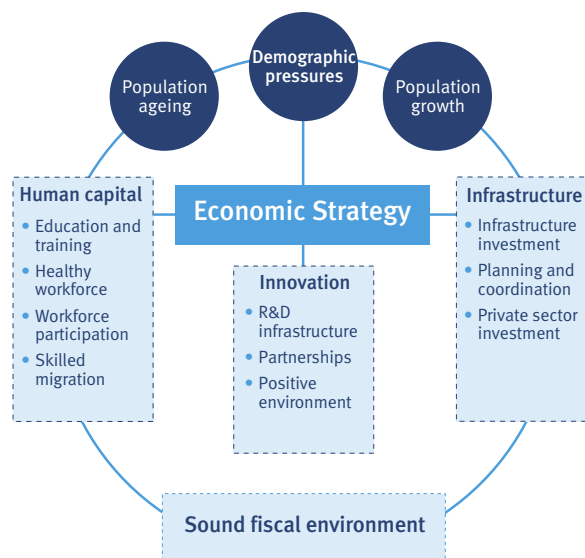 Demographic
pressures
Population
ageing
Population
growth
Human capital
Education and
training
Healthy
workforce
Workforce
participation
Skilled
migration
Economic Strategy
Innovation
R&D
infrastructure
Partnerships
Positive
environment
Infrastructure
Infrastructure
investment
Planning and
coordination
Private sector
investment
Sound fiscal environment